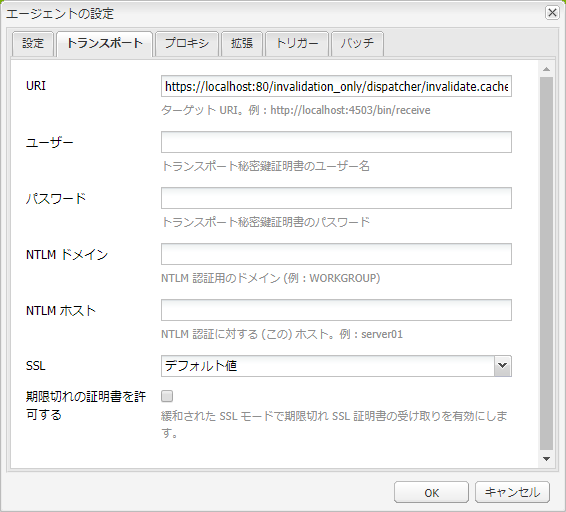 エージェントの設定
設定 トランスポート プロキシ 拡張 トリガー バッチ
URI https://localhost:80/invalidation_only/dispatcher/invalidate.cache
ターゲット URI。例 : http://localhost:4503/bin/receive
ユーザー
トランスポート秘密鍵証明書のユーザー名
パスワード
トランスポート秘密鍵証明書のパスワード
NTLM ドメイン
NTLM 認証用のドメイン (例 : WORKGROUP)
NTLM ホスト
NTLM 認証に対する (この) ホスト。例 : server01
SSL デフォルト値
期限切れの証明書を許
可する
緩和された SSL モードで期限切れ SSL 証明書の受け取りを有効にしま
す。
OK キャンセル